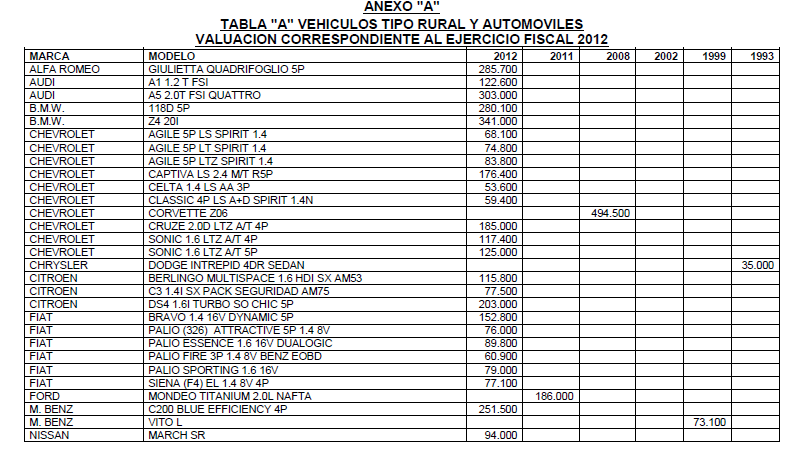 ANEXO "A"
TABLA "A" VEHICULOS TIPO RURAL Y AUTOMOVILES
VALUACION CORRESPONDIENTE AL EJERCICIO FISCAL 2012
MARCA MODELO 2012 2011 2008 2002 1999 1993
ALFA ROMEO GIULIETTA QUADRIFOGLIO 5P 285.700
AUDI A1 1.2 T FSI 122.600
AUDI A5 2.0T FSI QUATTRO 303.000
B.M.W. 118D 5P 280.100
B.M.W. Z4 20I 341.000
CHEVROLET AGILE 5P LS SPIRIT 1.4 68.100
CHEVROLET AGILE 5P LT SPIRIT 1.4 74.800
CHEVROLET AGILE 5P LTZ SPIRIT 1.4 83.800
CHEVROLET CAPTIVA LS 2.4 M/T R5P 176.400
CHEVROLET CELTA 1.4 LS AA 3P 53.600
CHEVROLET CLASSIC 4P LS A+D SPIRIT 1.4N 59.400
CHEVROLET CORVETTE Z06 494.500
CHEVROLET CRUZE 2.0D LTZ A/T 4P 185.000
CHEVROLET SONIC 1.6 LTZ A/T 4P 117.400
CHEVROLET SONIC 1.6 LTZ A/T 5P 125.000
CHRYSLER DODGE INTREPID 4DR SEDAN 35.000
CITROEN BERLINGO MULTISPACE 1.6 HDI SX AM53 115.800
CITROEN C3 1.4I SX PACK SEGURIDAD AM75 77.500
CITROEN DS4 1.6I TURBO SO CHIC 5P 203.000
FIAT BRAVO 1.4 16V DYNAMIC 5P 152.800
FIAT PALIO (326) ATTRACTIVE 5P 1.4 8V 76.000
FIAT PALIO ESSENCE 1.6 16V DUALOGIC 89.800
FIAT PALIO FIRE 3P 1.4 8V BENZ EOBD 60.900
FIAT PALIO SPORTING 1.6 16V 79.000
FIAT SIENA (F4) EL 1.4 8V 4P 77.100
FORD MONDEO TITANIUM 2.0L NAFTA 186.000
M. BENZ C200 BLUE EFFICIENCY 4P 251.500
M. BENZ VITO L 73.100
NISSAN MARCH SR 94.000